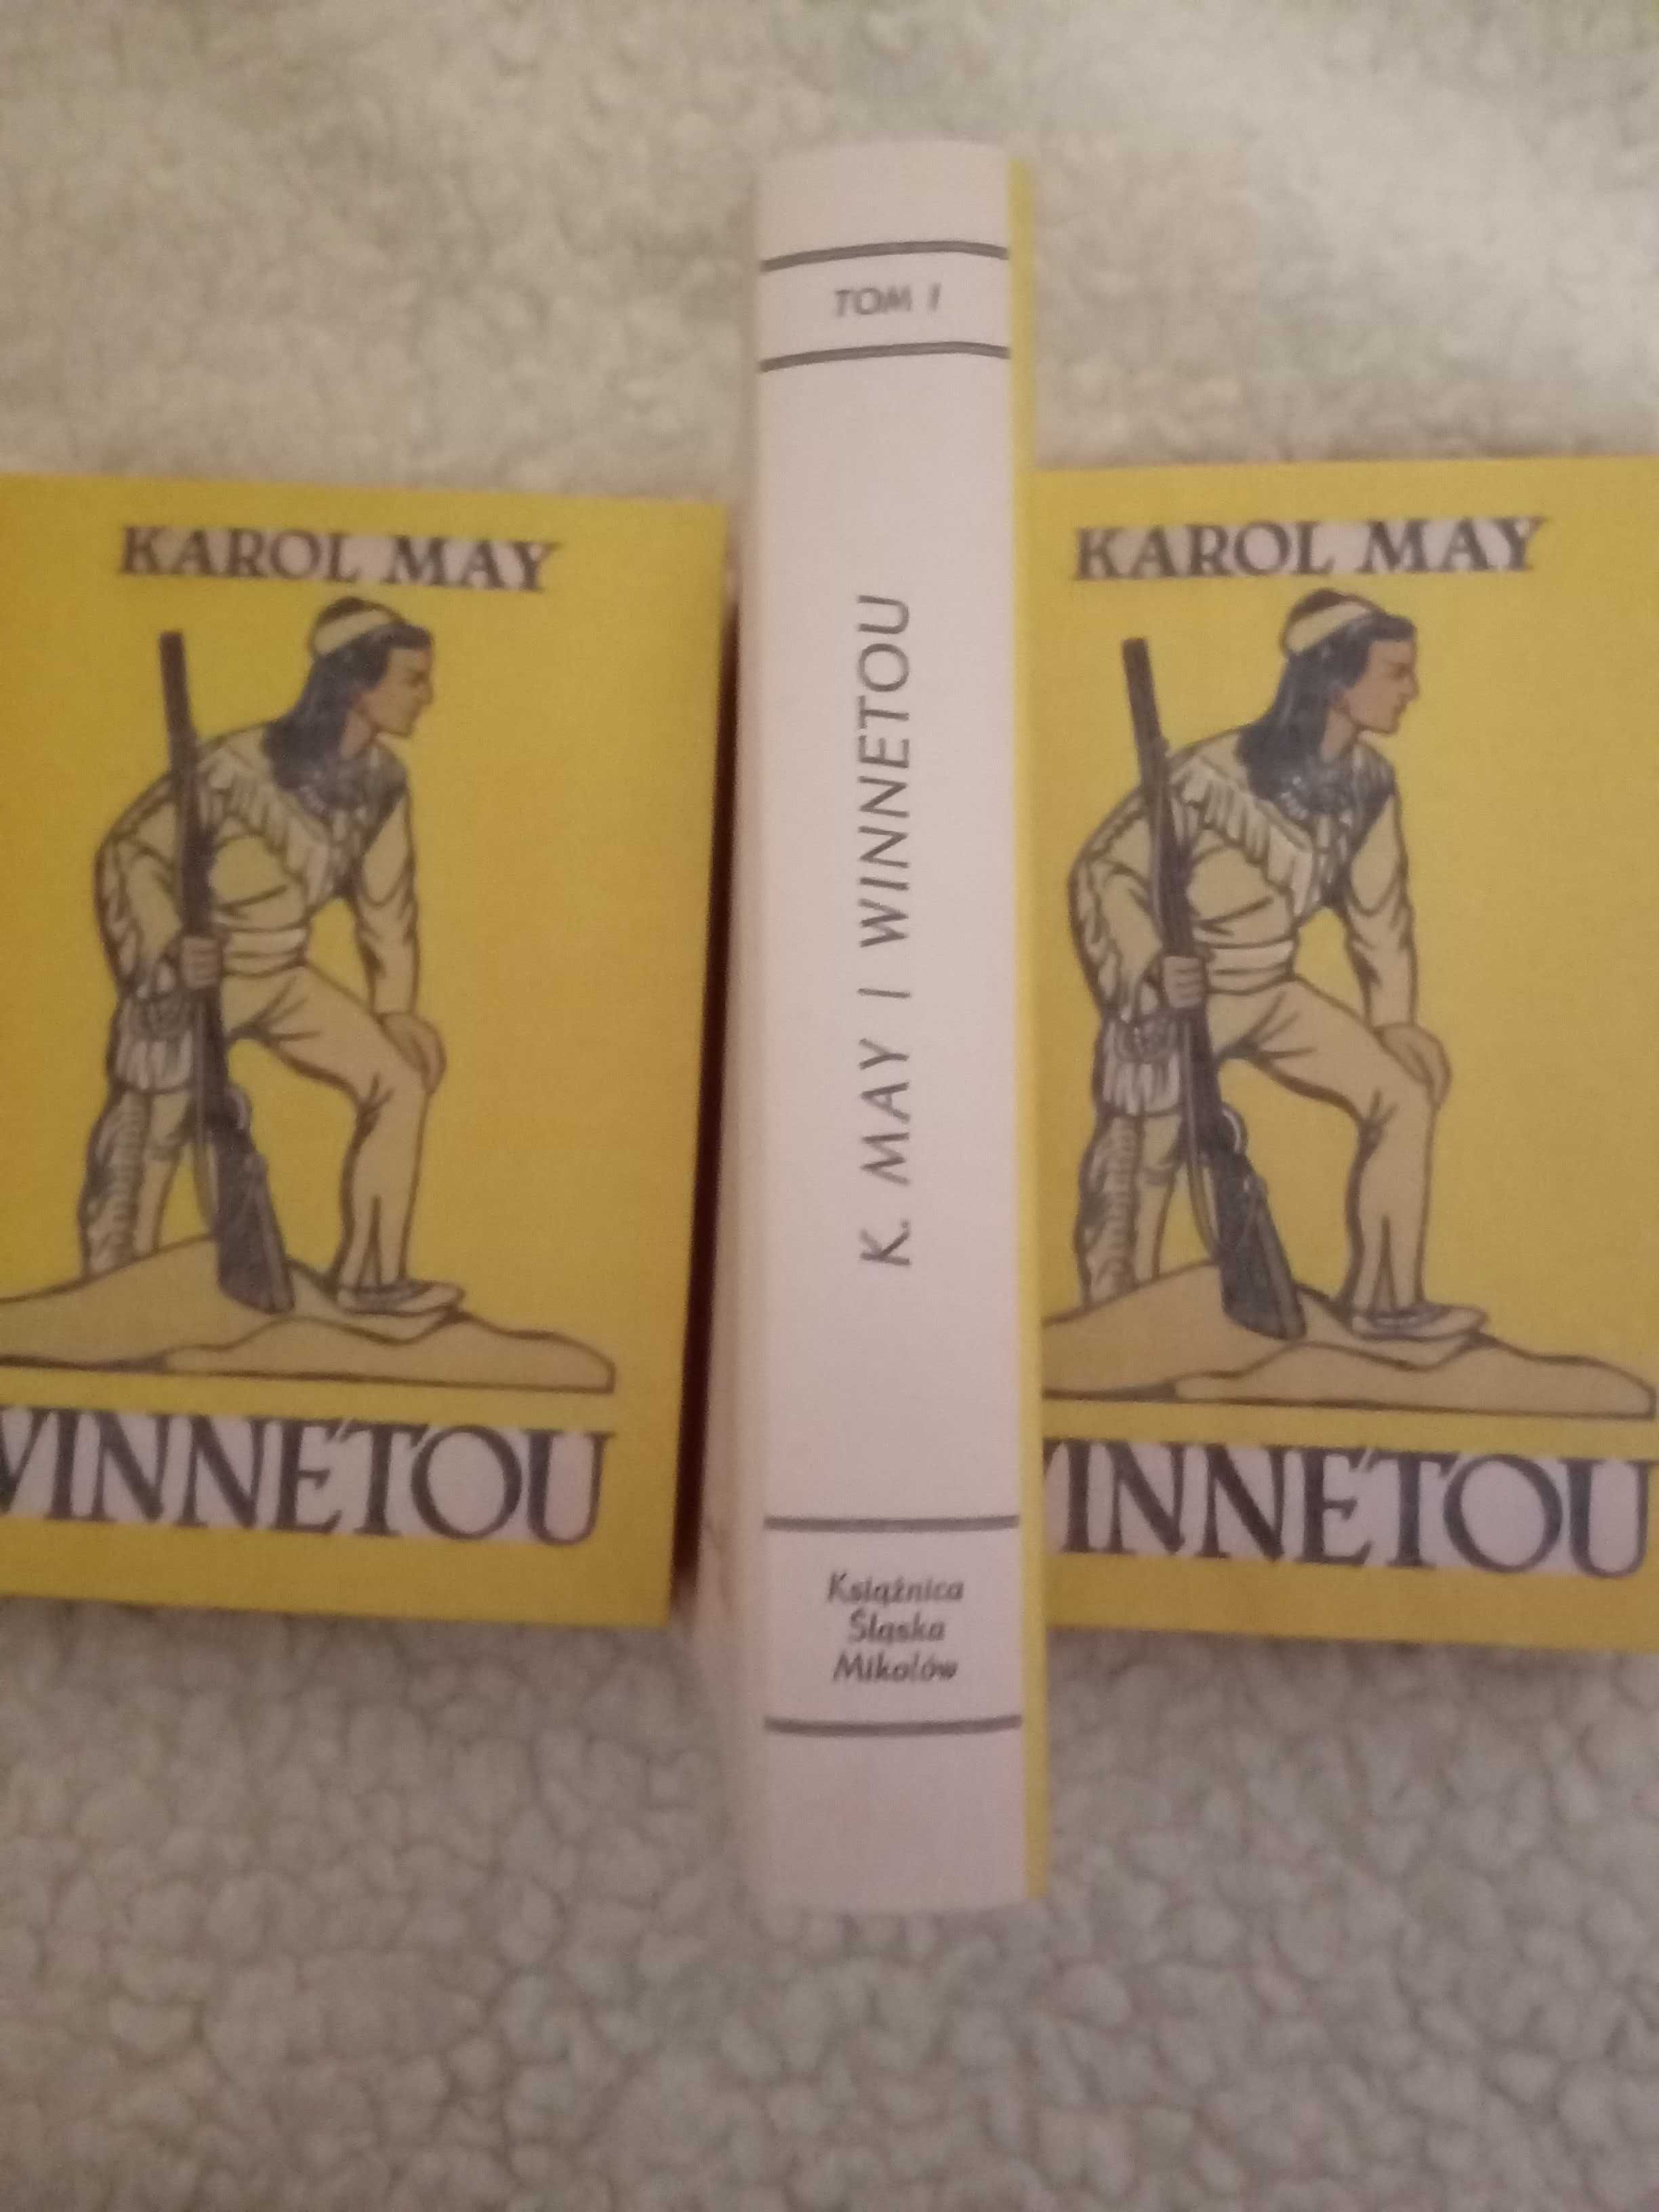 KAROL MAY
WINNETOU
TOM I
K. MAY | WINNETOU
Książnica
Śląska
Mikołów
KAROL MAY
WINNETOU